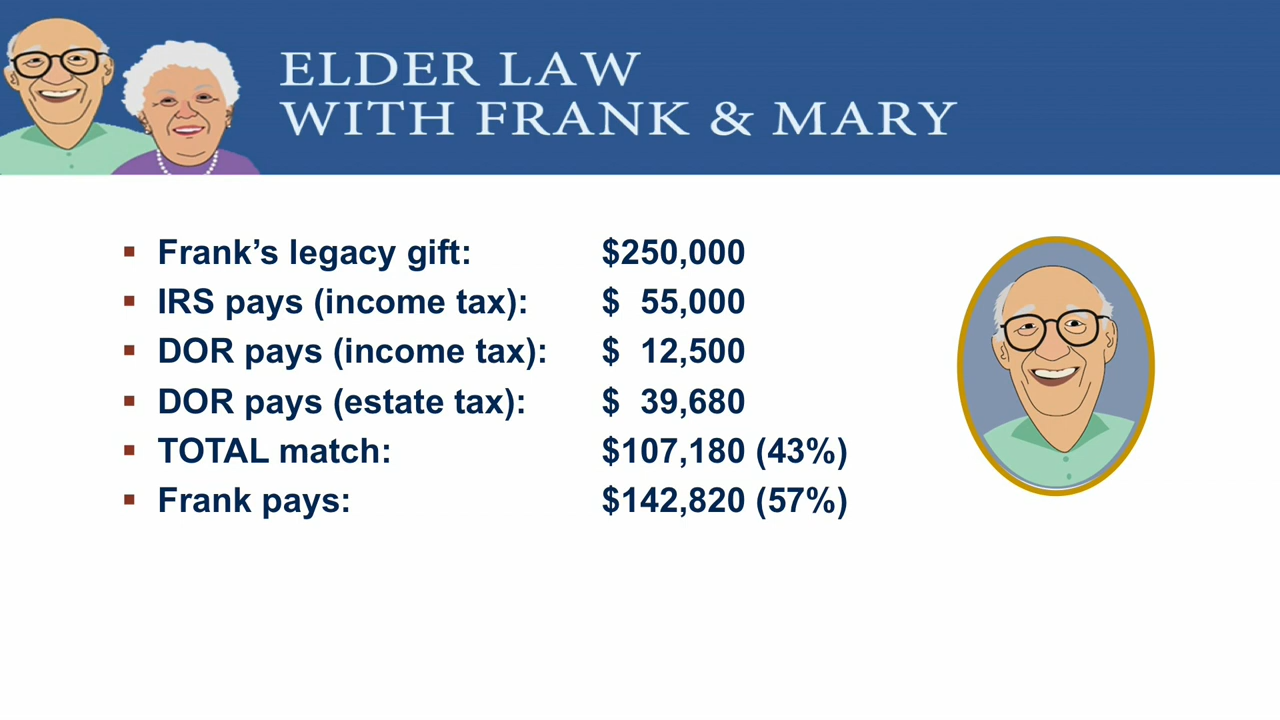 ELDER LAW
WITH FRANK & MARY
▪ Frank’s legacy gift: $250,000
▪ IRS pays (income tax): $ 55,000
▪ DOR pays (income tax): $ 12,500
▪ DOR pays (estate tax): $ 39,680
▪ TOTAL match: $107,180 (43%)
▪ Frank pays: $142,820 (57%)